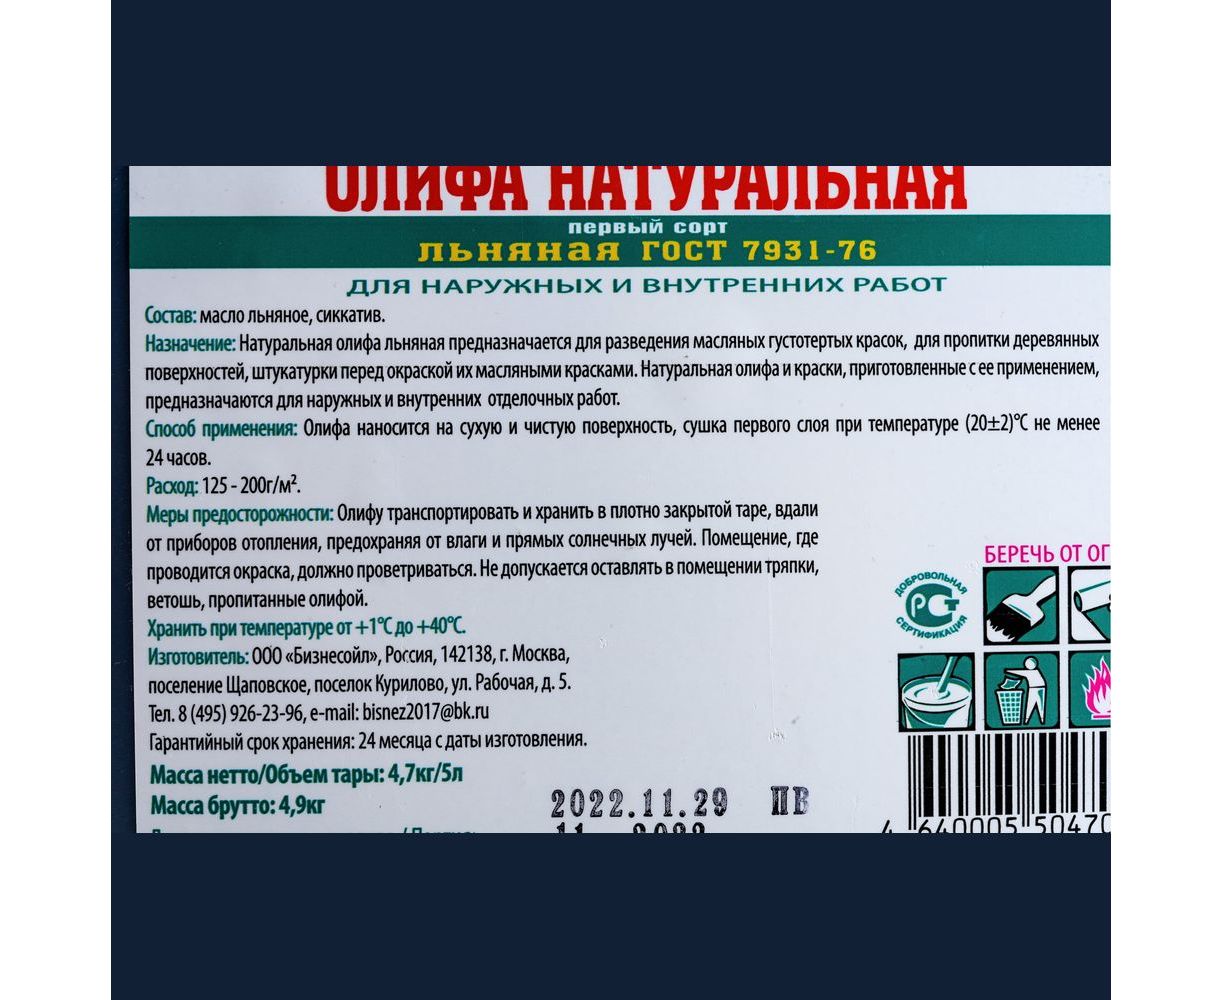 ОЛИФА НАТУРАЛЬНАЯ
первый сорт
льняная ГОСТ 7931-76
ДЛЯ НАРУЖНЫХ И ВНУТРЕННИХ РАБОТ
Состав: масло льняное, сиккатив.
Назначение: Натуральная олифа льняная предназначается для разведения масляных густотертых красок, для пропитки деревянных
поверхностей, штукатурки перед окраской их масляными красками. Натуральная олифа и краски, приготовленные с ее применением,
предназначаются для наружных и внутренних отделочных работ.
Способ применения: Олифа наносится на сухую и чистую поверхность, сушка первого слоя при температуре (20±2)°С не менее
24 часов.
Расход: 125 - 200г/м².
Меры предосторожности: Олифу транспортировать и хранить в плотно закрытой таре, вдали
от приборов отопления, предохраняя от влаги и прямых солнечных лучей. Помещение, где
проводится окраска, должно проветриваться. Не допускается оставлять в помещении тряпки,
ветошь, пропитанные олифой.
Хранить при температуре от +1°С до +40°С.
Изготовитель: ООО «Бизнесойл», Россия, 142138, г. Москва,
поселение Щаповское, поселок Курилово, ул. Рабочая, д. 5.
Тел. 8 (495) 926-23-96, e-mail: bisnez2017@bk.ru
Гарантийный срок хранения: 24 месяца с даты изготовления.
Масса нетто/Объем тары: 4,7кг/5л
Масса брутто: 4,9кг
2022.11.29 ПВ
БЕРЕЧЬ ОТ ОГ
ДОБРОВОЛЬНАЯ
РСТ
СЕРТИФИКАЦИЯ
4 640005 50470